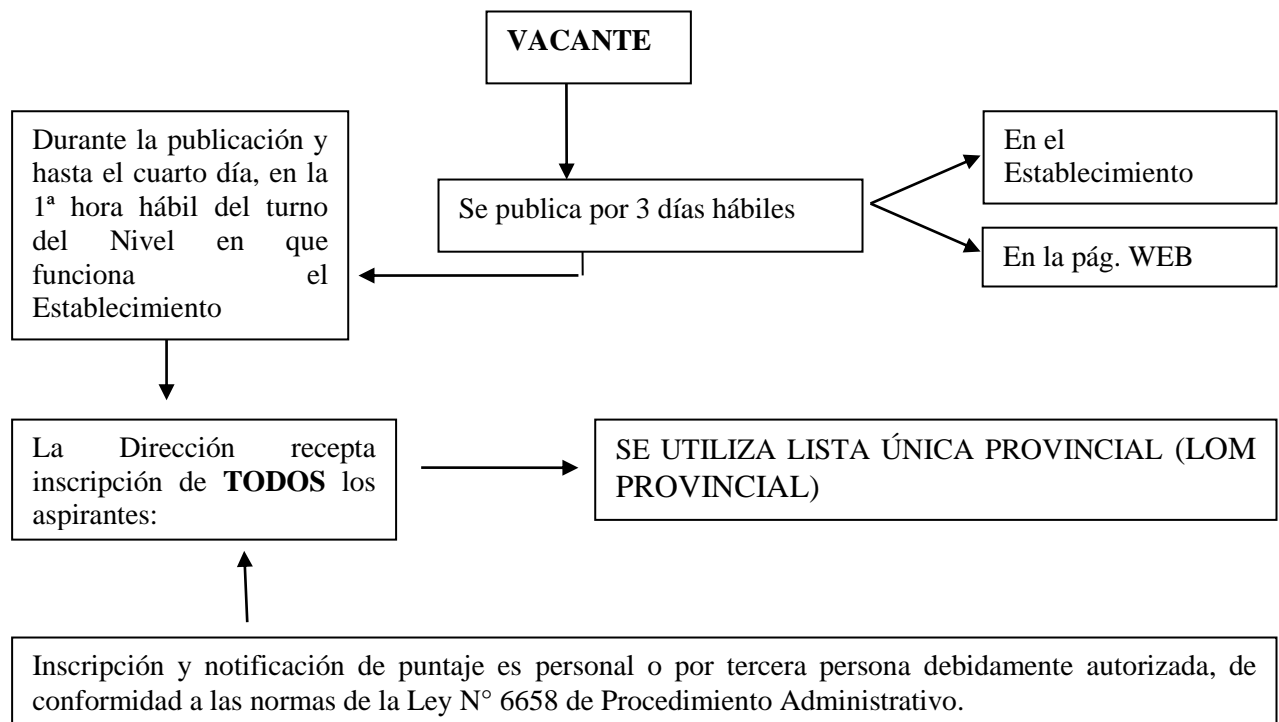 VACANTE
Durante la publicación y
hasta el cuarto día, en la
1ª hora hábil del turno
del Nivel en que
funciona el
Establecimiento
Se publica por 3 días hábiles
En el
Establecimiento
En la pág. WEB
La Dirección recepta
inscripción de TODOS los
aspirantes:
SE UTILIZA LISTA ÚNICA PROVINCIAL (LOM
PROVINCIAL)
Inscripción y notificación de puntaje es personal o por tercera persona debidamente autorizada, de
conformidad a las normas de la Ley N° 6658 de Procedimiento Administrativo.